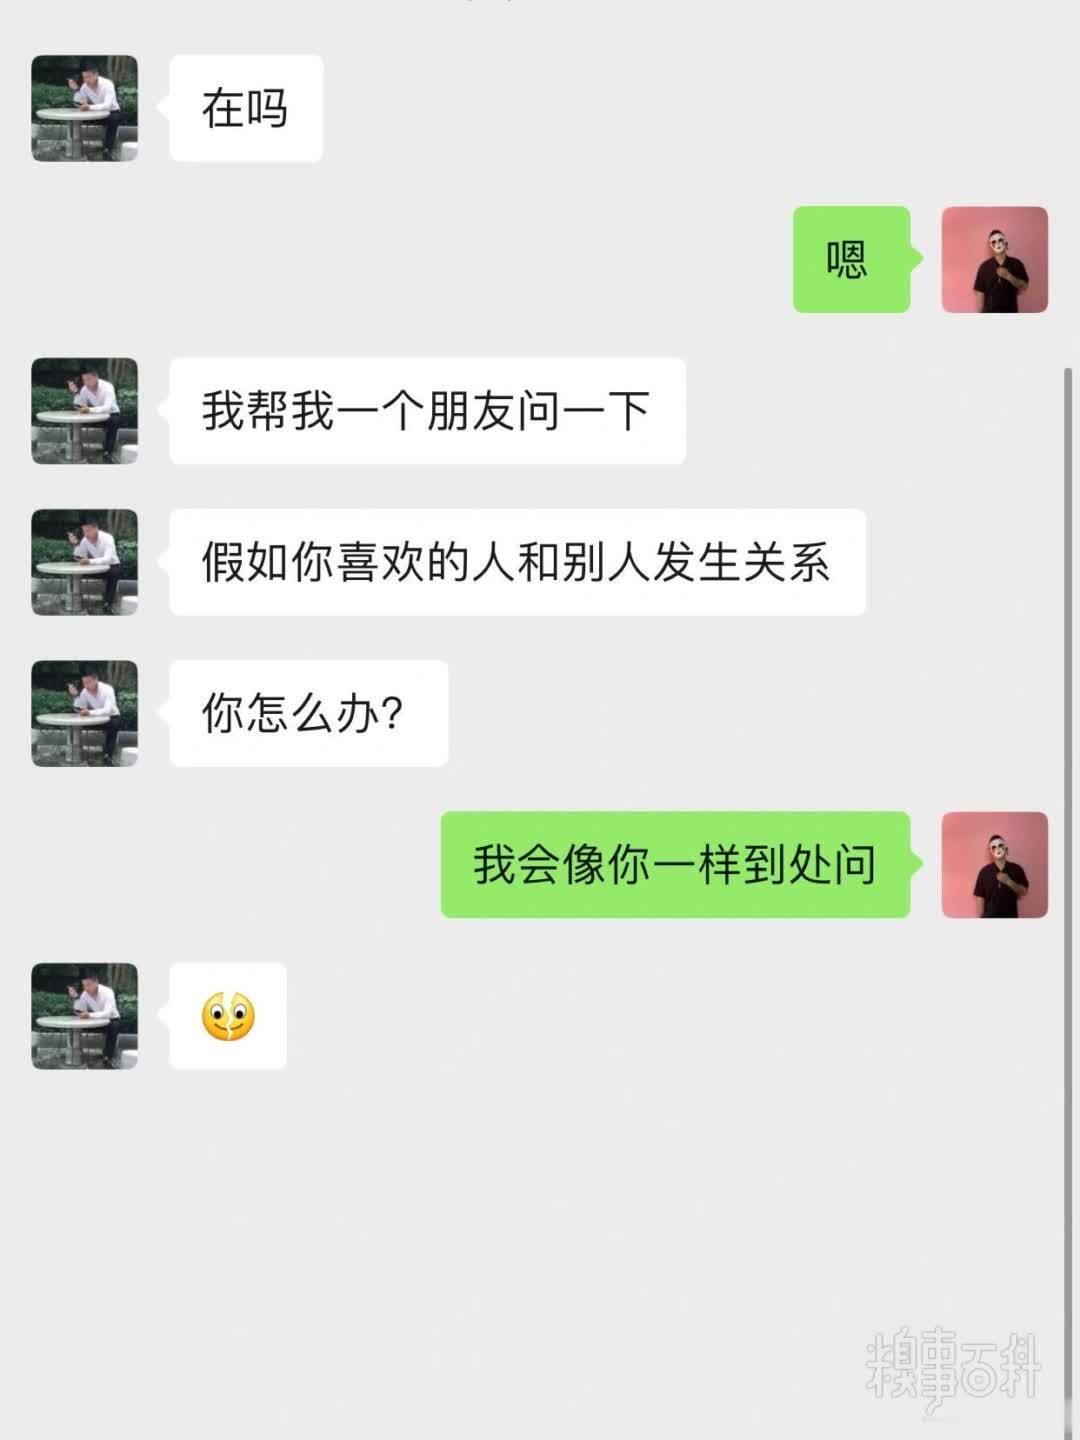 在吗
嗯
我帮我一个朋友问一下
假如你喜欢的人和别人发生关系
你怎么办?
我会像你一样到处问
糗事百科